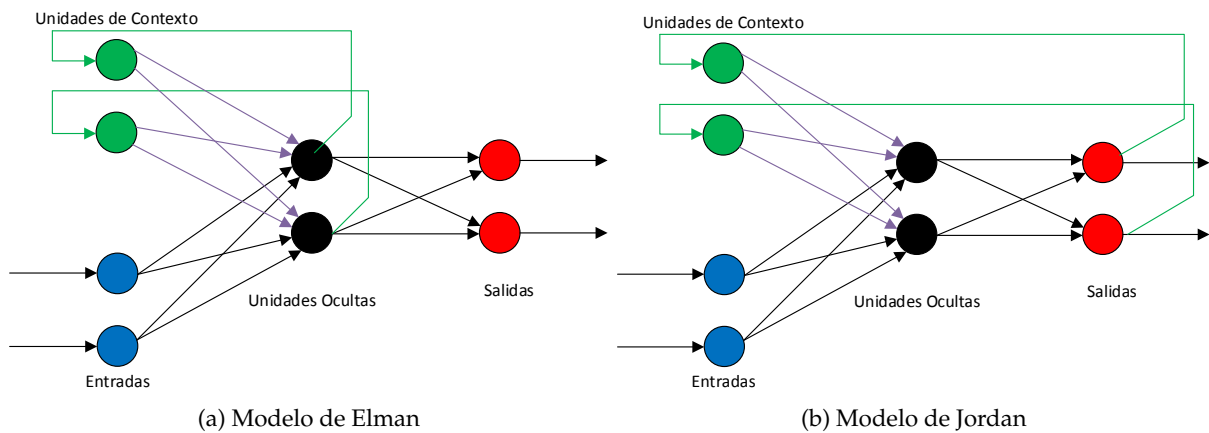 Unidades de Contexto
Unidades Ocultas
Salidas
Entradas
(a) Modelo de Elman
Unidades de Contexto
Unidades Ocultas
Salidas
Entradas
(b) Modelo de Jordan